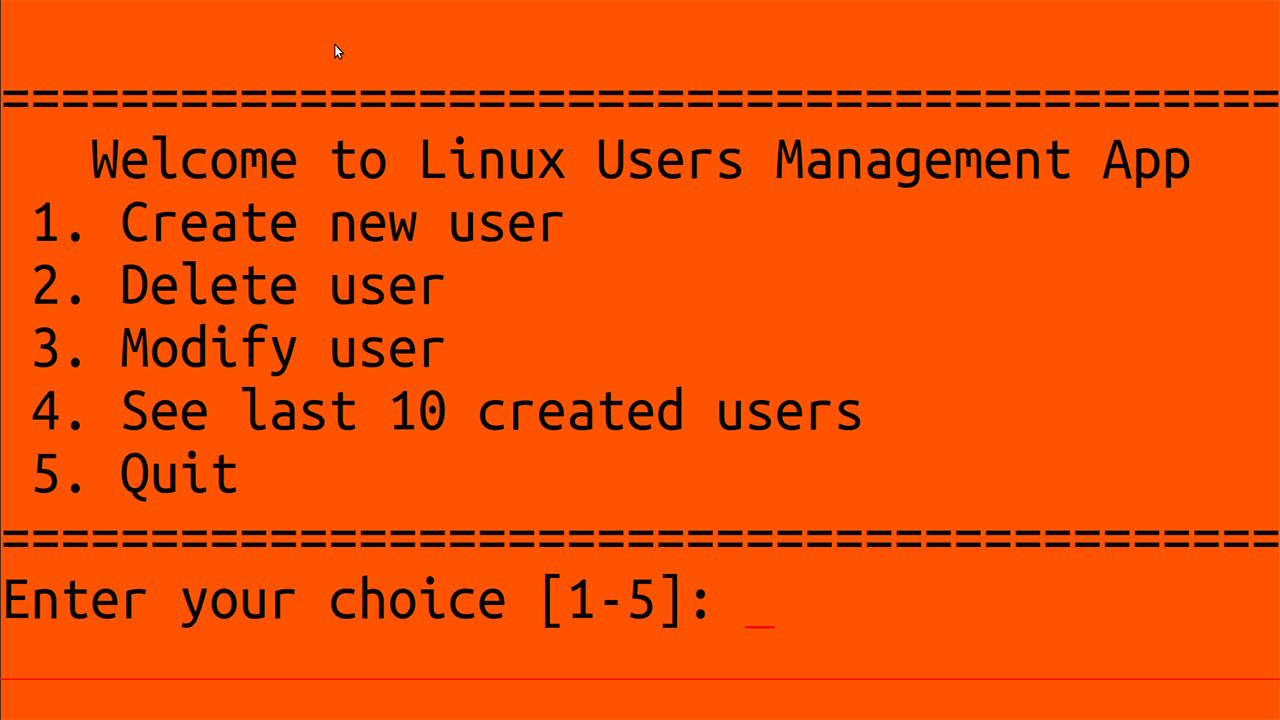 ===========================================
Welcome to Linux Users Management App
1. Create new user
2. Delete user
3. Modify user
4. See last 10 created users
5. Quit
===========================================
Enter your choice [1-5]: _